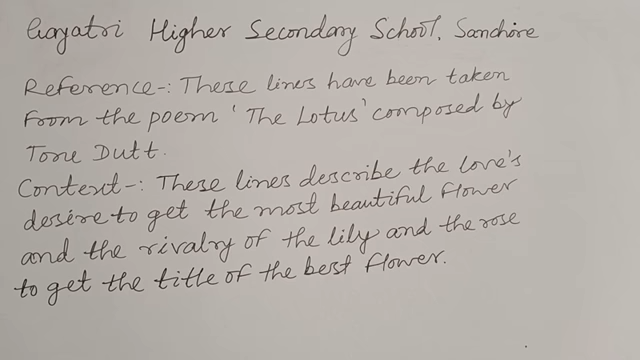 Gayatri Higher Secondary School, Sanchore
Reference-: These lines have been taken
from the poem 'The Lotus' composed by
Toru Dutt.
Context-: These lines describe the love's
desire to get the most beautiful flower
and the rivalry of the lily and the rose
to get the title of the best flower.